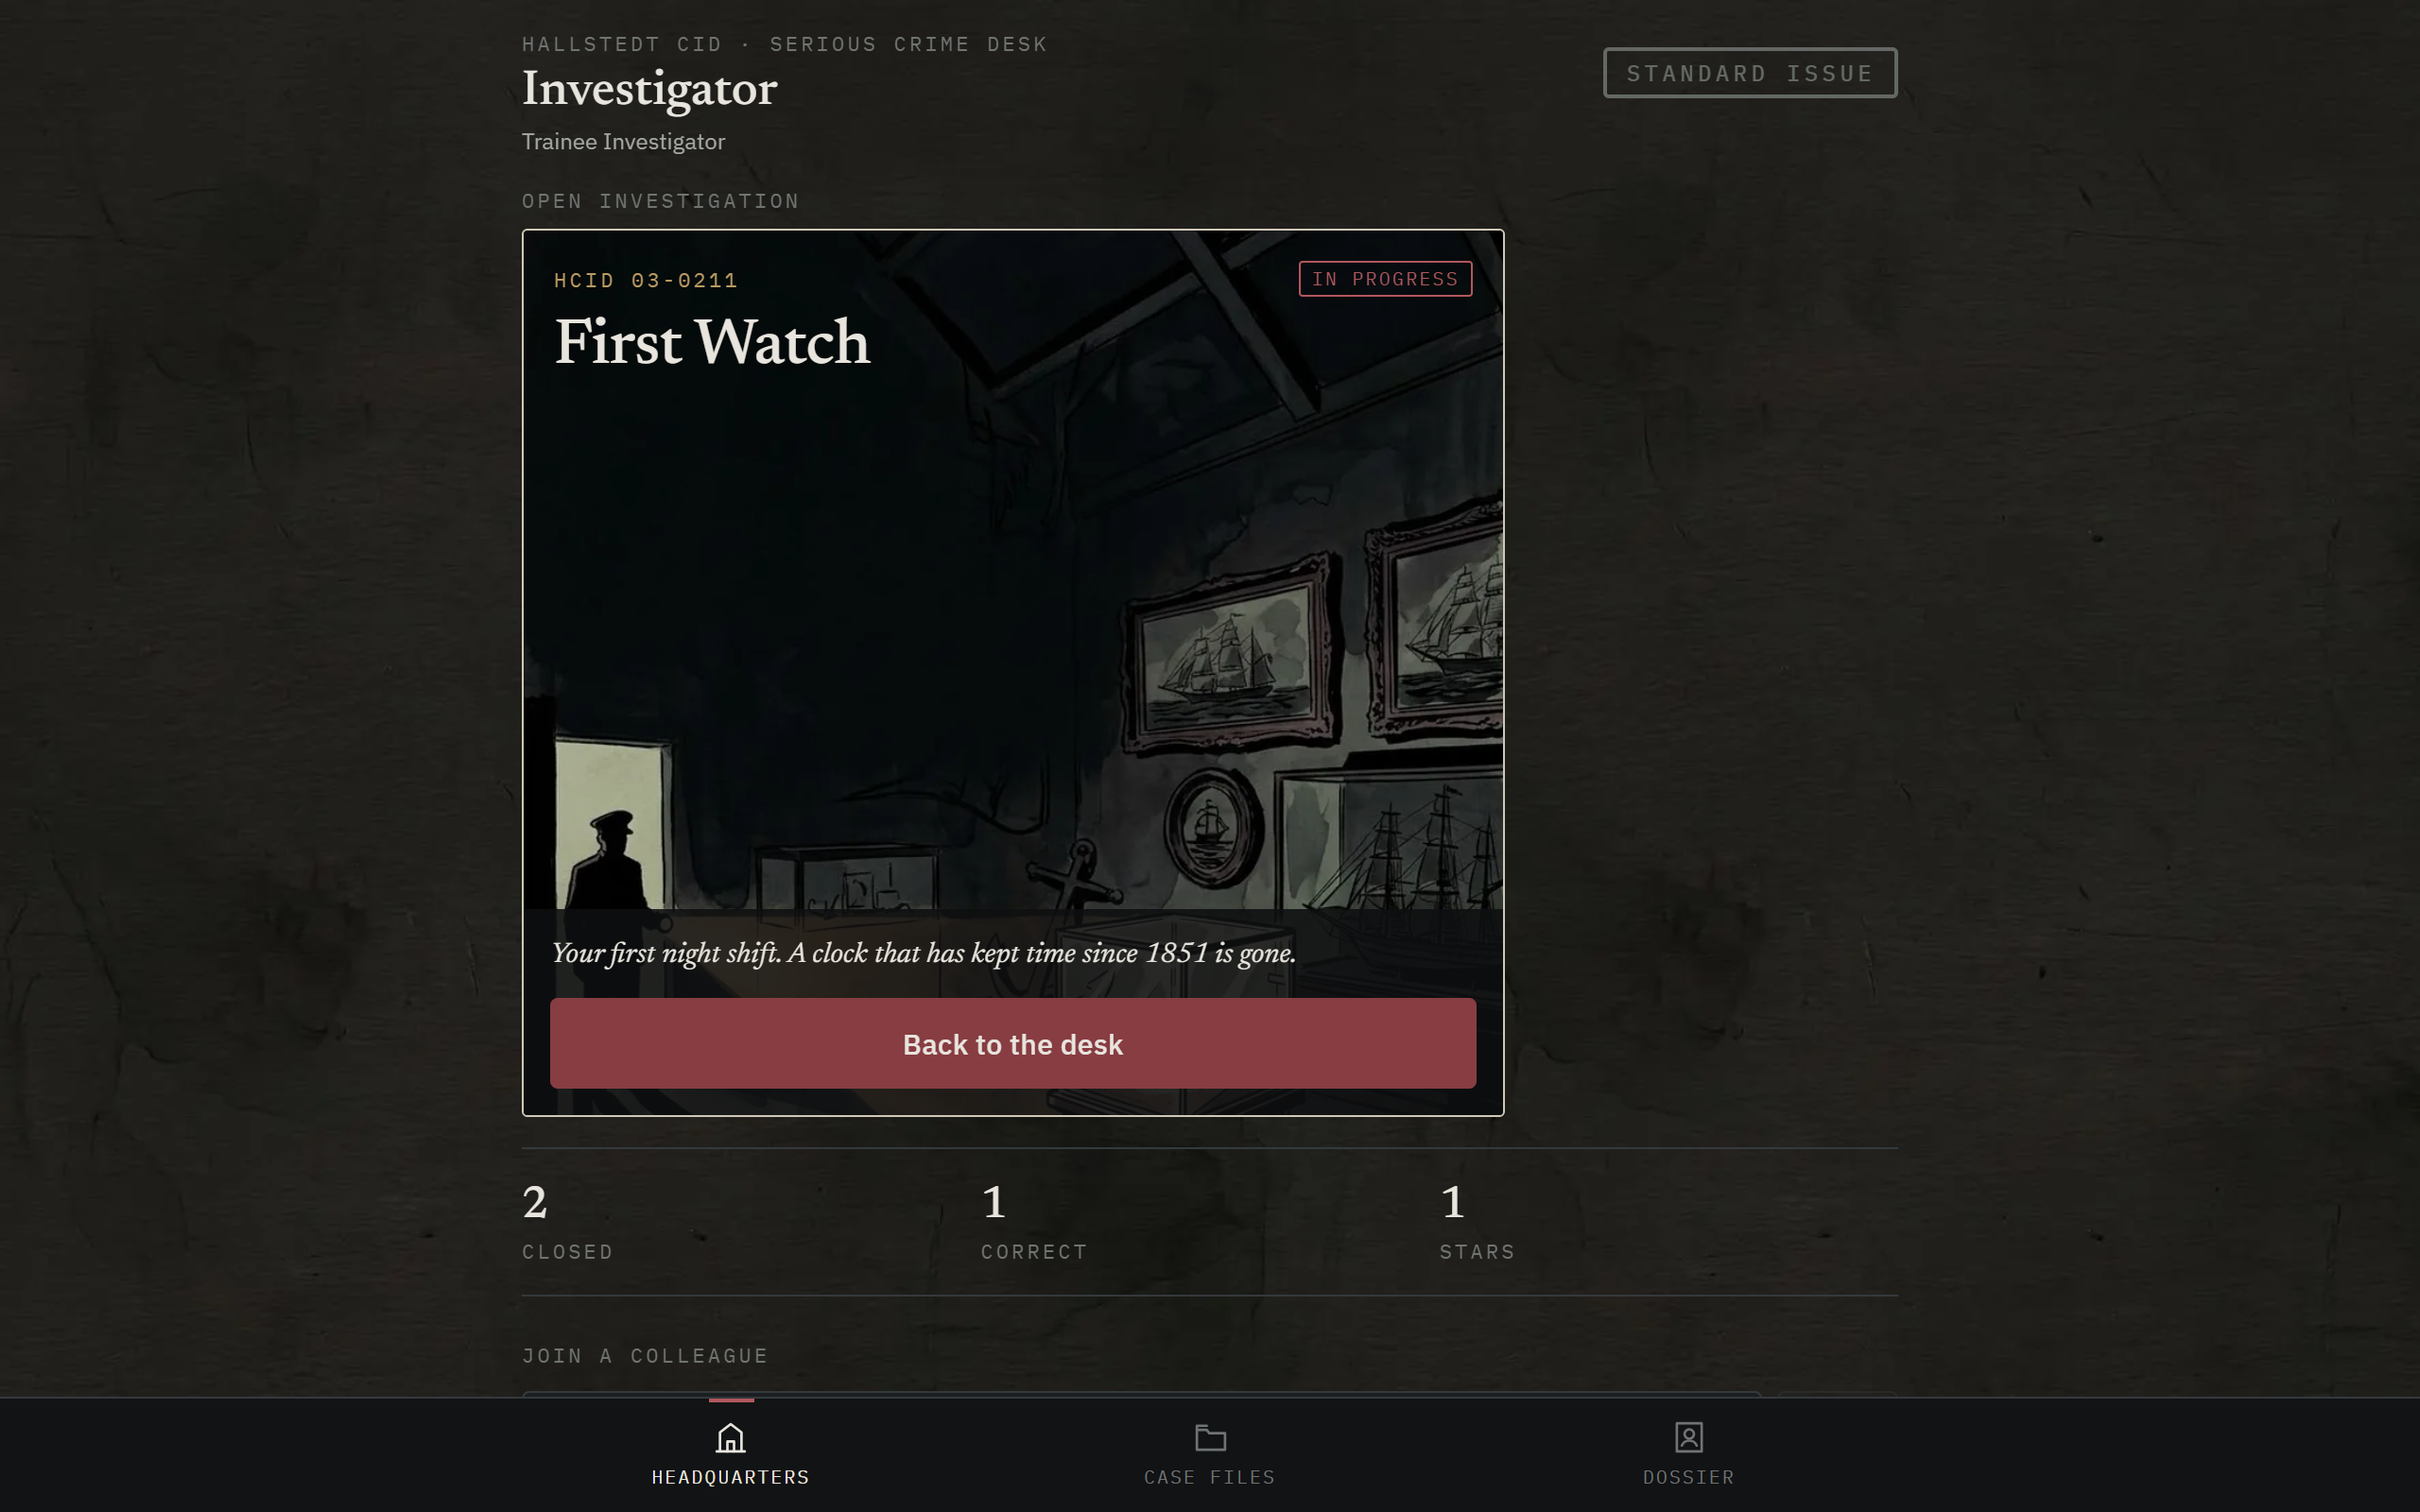 HALLSTEDT CID · SERIOUS CRIME DESK
Investigator
Trainee Investigator
STANDARD ISSUE
OPEN INVESTIGATION
HCID 03-0211
IN PROGRESS
First Watch
Your first night shift. A clock that has kept time since 1851 is gone.
Back to the desk
2
CLOSED
1
CORRECT
1
STARS
JOIN A COLLEAGUE
HEADQUARTERS
CASE FILES
DOSSIER